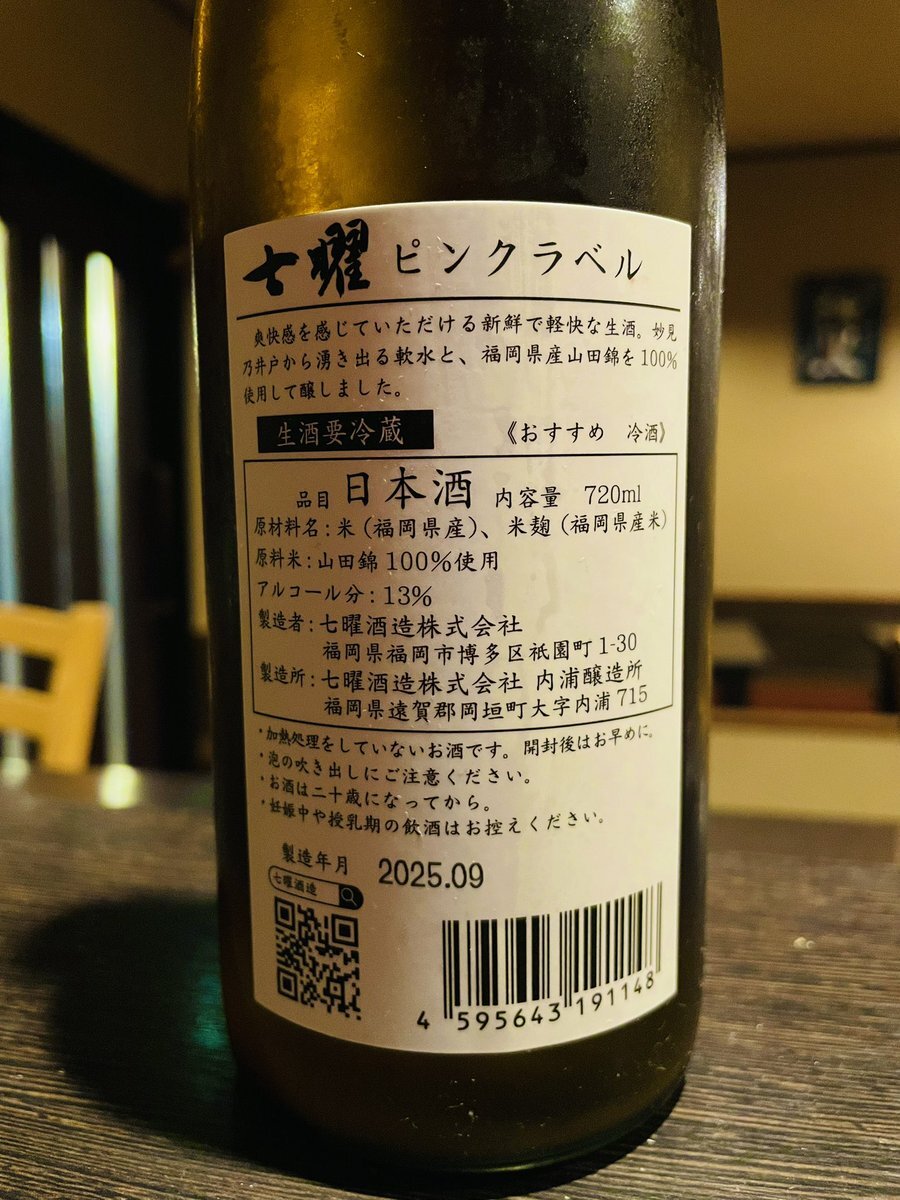 七曜 ピンクラベル
爽快感を感じていただける新鮮で軽快な生酒。妙見
乃井戸から湧き出る軟水と、福岡県産山田錦を100%
使用して醸しました。
生酒要冷蔵 《おすすめ 冷酒》
品目 日本酒 内容量 720ml
原材料名:米(福岡県産)、米麹(福岡県産米)
原料米:山田錦100%使用
アルコール分:13%
製造者:七曜酒造株式会社
福岡県福岡市博多区祇園町1-30
製造所:七曜酒造株式会社 内浦醸造所
福岡県遠賀郡岡垣町大字内浦715
・加熱処理をしていないお酒です。開封後はお早めに。
・泡の吹き出しにご注意ください。
・お酒は二十歳になってから。
・妊娠中や授乳期の飲酒はお控えください。
製造年月 2025.09
七曜酒造
4 595643 191148